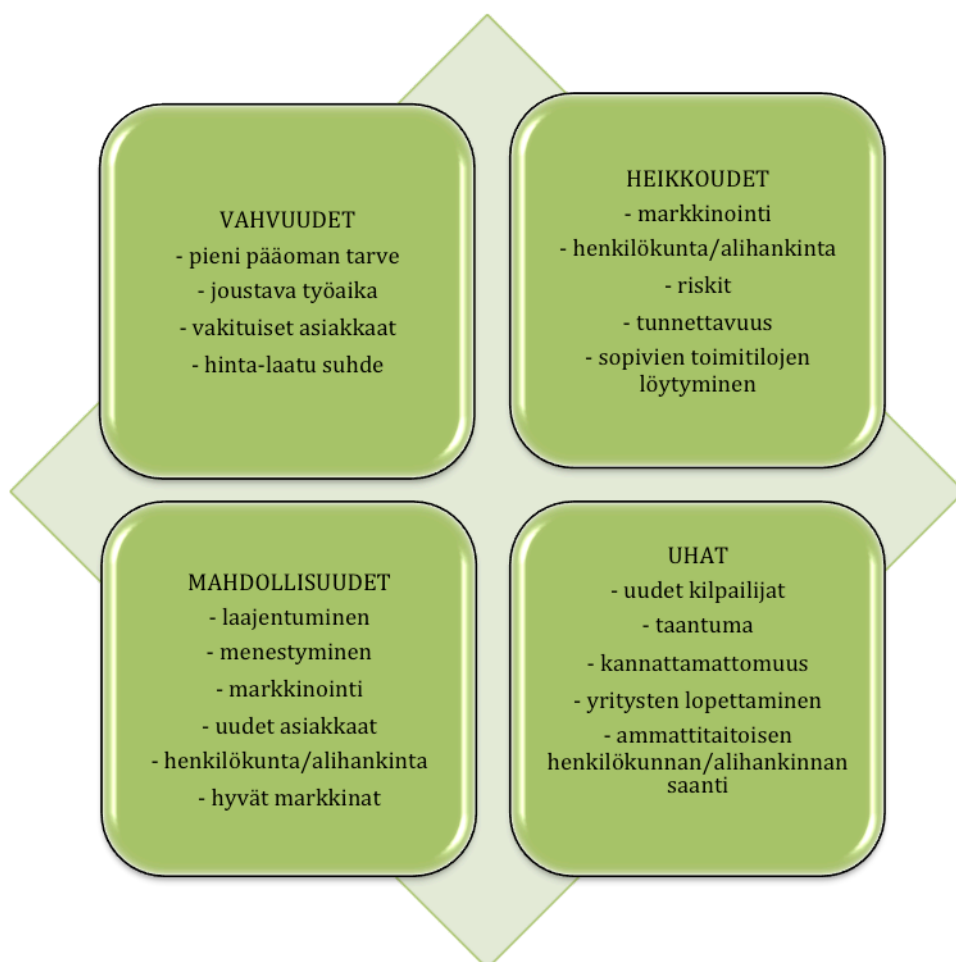 VAHVUUDET
- pieni pääoman tarve
- joustava työaika
- vakituiset asiakkaat
- hinta-laatu suhde
HEIKKOUDET
- markkinointi
- henkilökunta/alihankinta
- riskit
- tunnettavuus
- sopivien toimitilojen
löytyminen
MAHDOLLISUUDET
- laajentuminen
- menestyminen
- markkinointi
- uudet asiakkaat
- henkilökunta/alihankinta
- hyvät markkinat
UHAT
- uudet kilpailijat
- taantuma
- kannattamattomuus
- yritysten lopettaminen
- ammattitaitoisen
henkilökunnan/alihankinnan
saanti